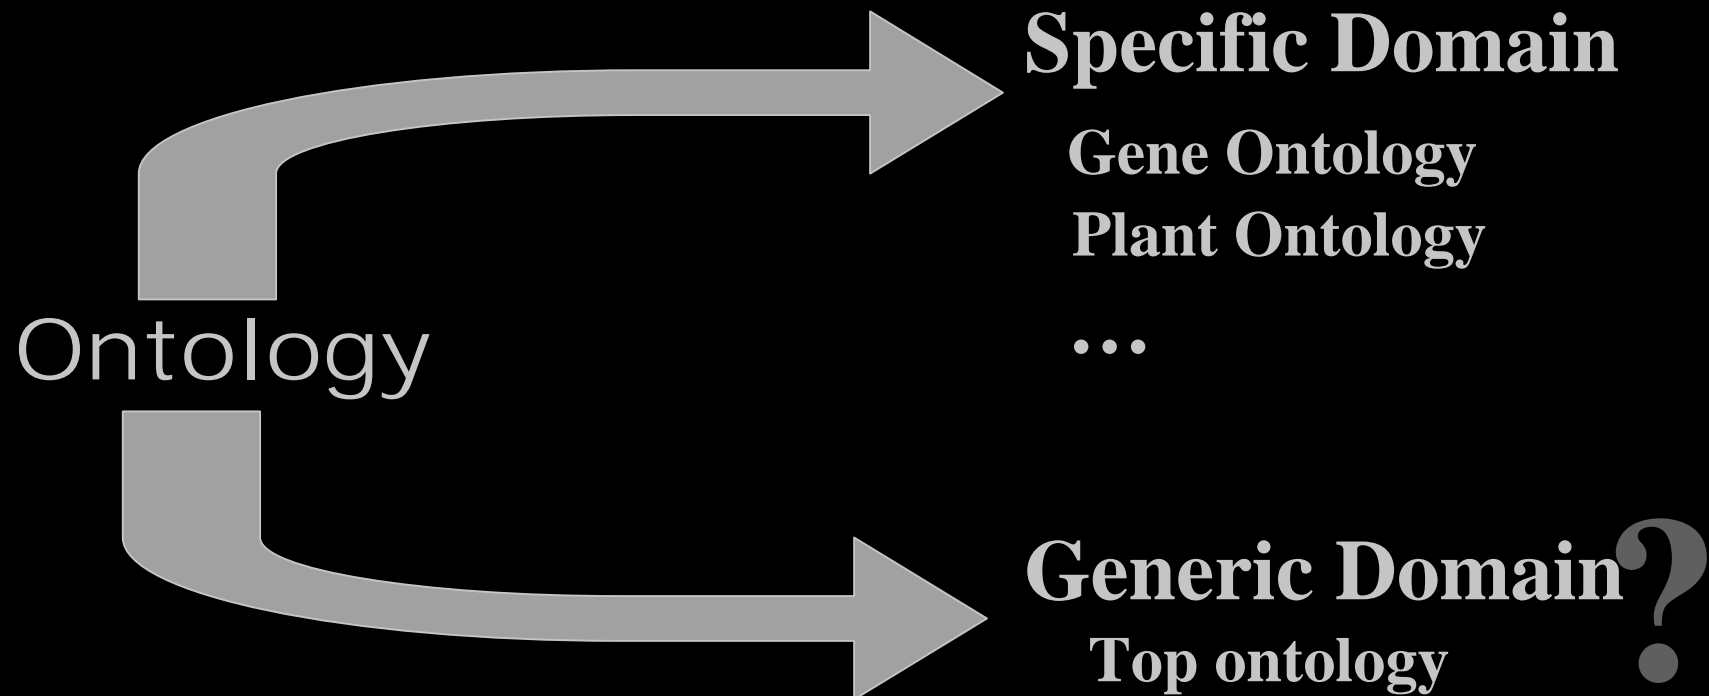 Specific Domain
Gene Ontology
Plant Ontology
...
Ontology
Generic Domain?
Top ontology